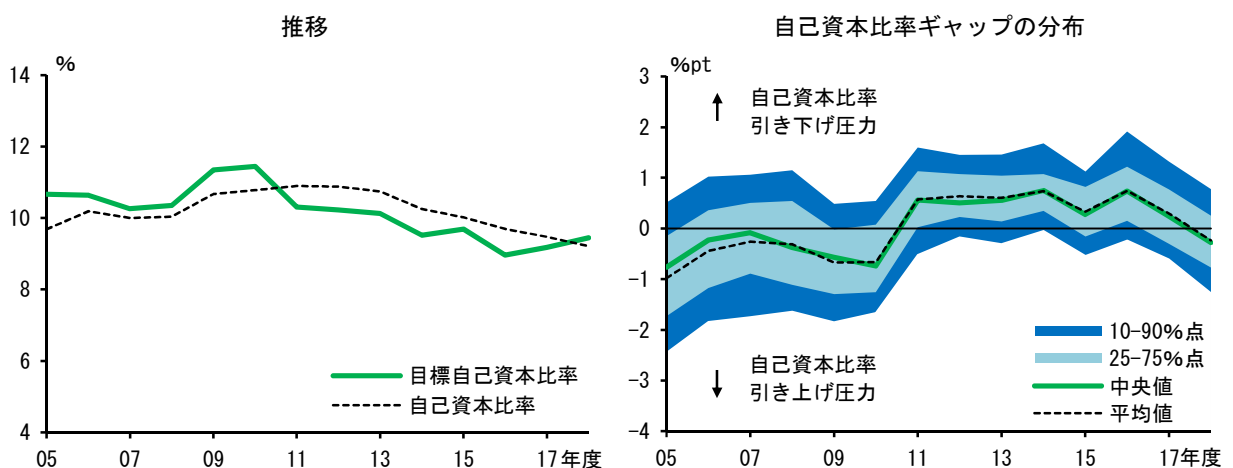 推移
%
14
12
10
8
6
4
目標自己資本比率
自己資本比率
05 07 09 11 13 15 17年度
自己資本比率ギャップの分布
%pt
3
2
1
0
-1
-2
-3
-4
自己資本比率
引き下げ圧力
自己資本比率
引き上げ圧力
10-90%点
25-75%点
中央値
平均値
05 07 09 11 13 15 17年度